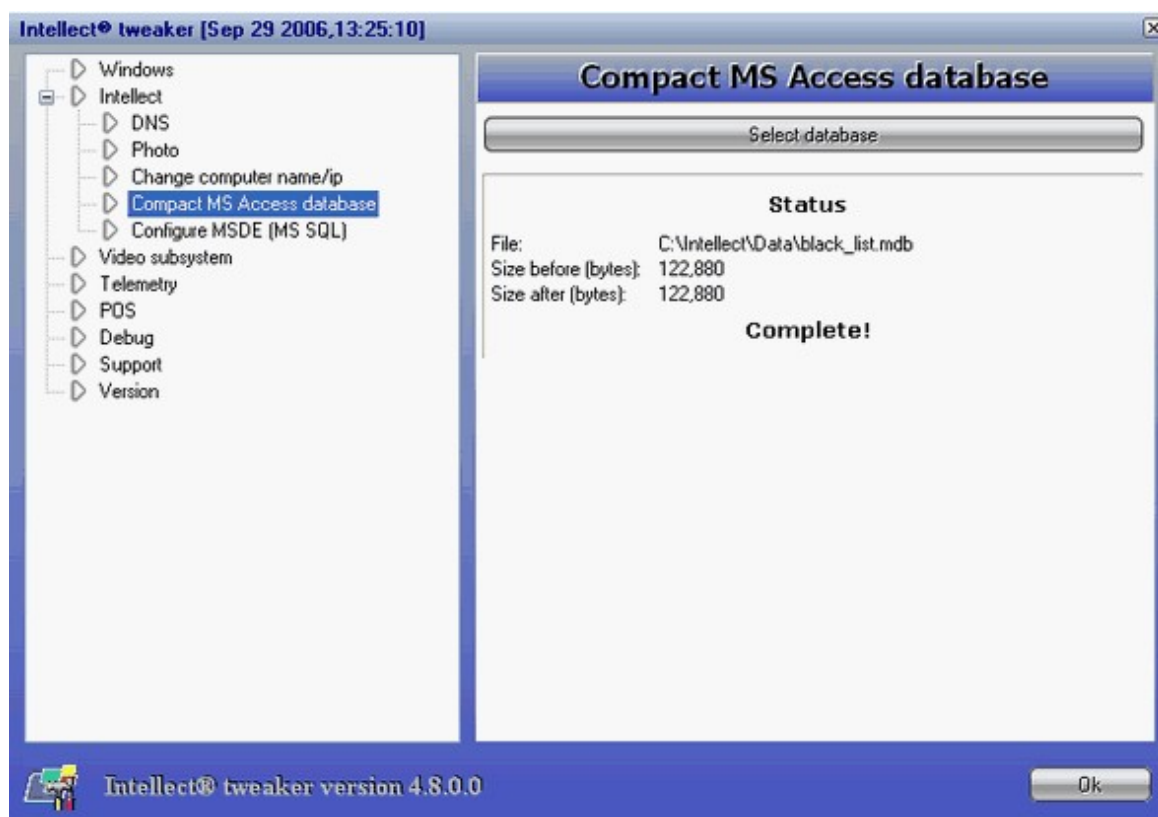 Intellect® tweaker [Sep 29 2006,13:25:10]
Windows
Intellect
DNS
Photo
Change computer name/ip
Compact MS Access database
Configure MSDE (MS SQL)
Video subsystem
Telemetry
POS
Debug
Support
Version
Compact MS Access database
Select database
Status
File: C:\Intellect\Data\black_list.mdb
Size before (bytes): 122,880
Size after (bytes): 122,880
Complete!
Intellect® tweaker version 4.8.0.0
Ok